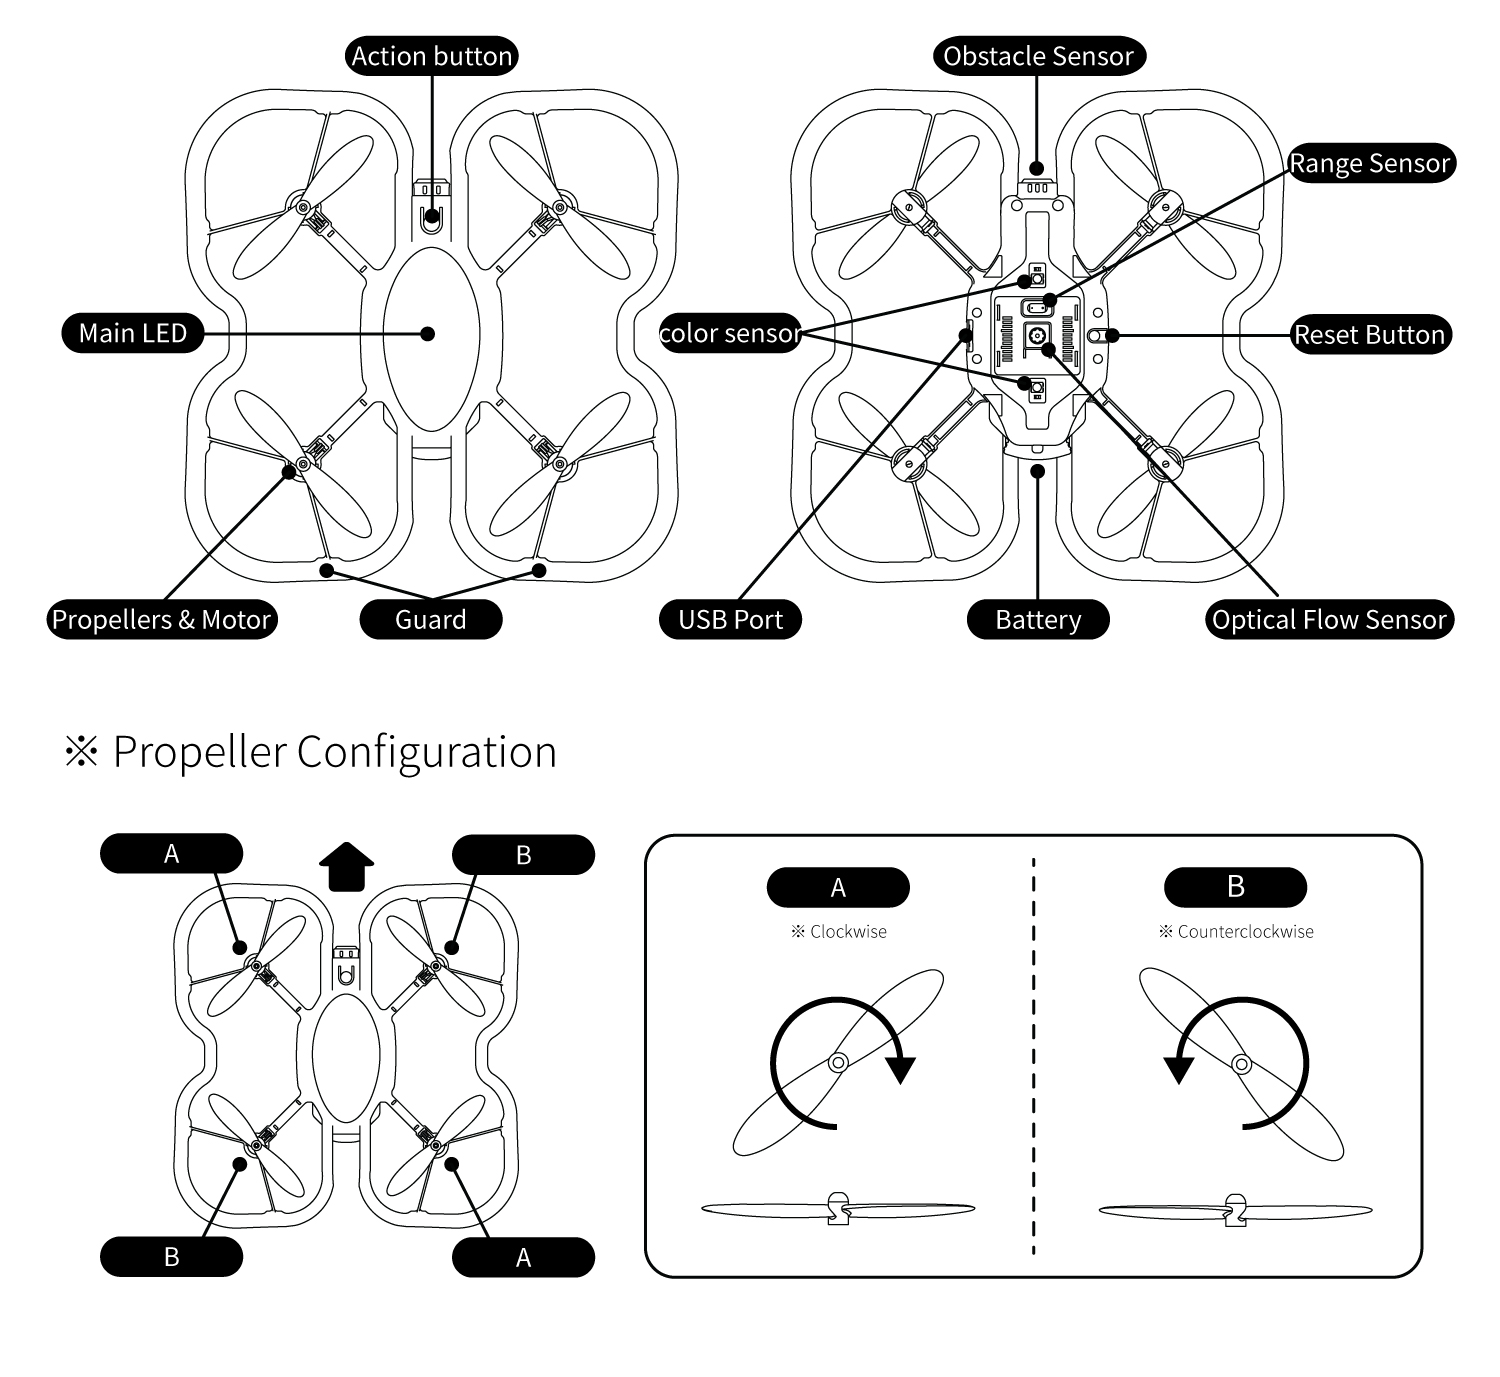 Action button
Obstacle Sensor
Range Sensor
Main LED
color sensor
Reset Button
Propellers & Motor
Guard
USB Port
Battery
Optical Flow Sensor
※ Propeller Configuration
A
B
A
B
※ Clockwise
※ Counterclockwise
B
A